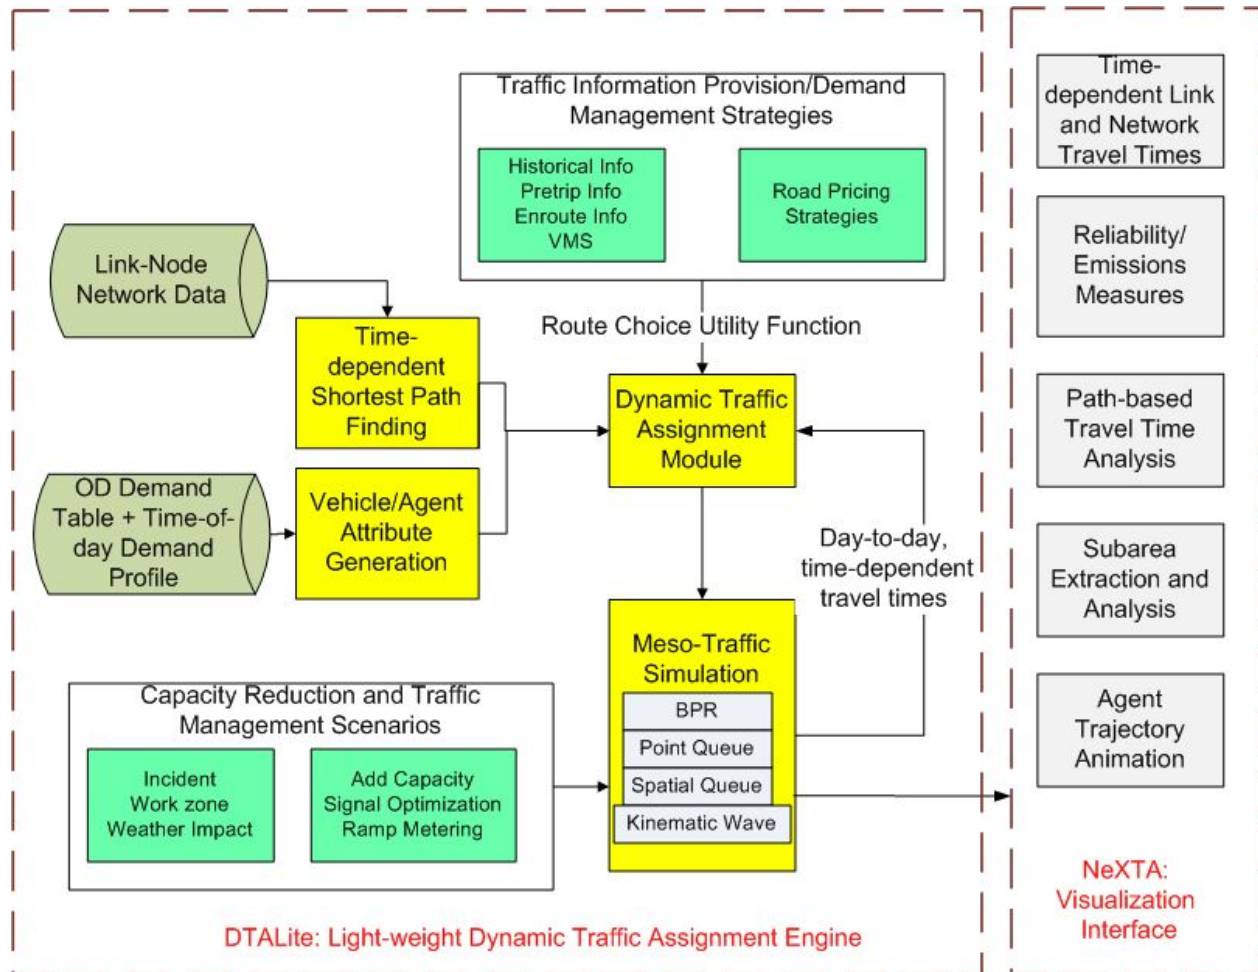 Traffic Information Provision/Demand
Management Strategies
Historical Info
Pretrip Info
Enroute Info
VMS
Road Pricing
Strategies
Link-Node
Network Data
Route Choice Utility Function
Time-
dependent
Shortest Path
Finding
Dynamic Traffic
Assignment
Module
OD Demand
Table + Time-of-
day Demand
Profile
Vehicle/Agent
Attribute
Generation
Day-to-day,
time-dependent
travel times
Meso-Traffic
Simulation
BPR
Point Queue
Spatial Queue
Kinematic Wave
Capacity Reduction and Traffic
Management Scenarios
Incident
Work zone
Weather Impact
Add Capacity
Signal Optimization
Ramp Metering
DTALite: Light-weight Dynamic Traffic Assignment Engine
Time-
dependent Link
and Network
Travel Times
Reliability/
Emissions
Measures
Path-based
Travel Time
Analysis
Subarea
Extraction and
Analysis
Agent
Trajectory
Animation
NeXTA:
Visualization
Interface